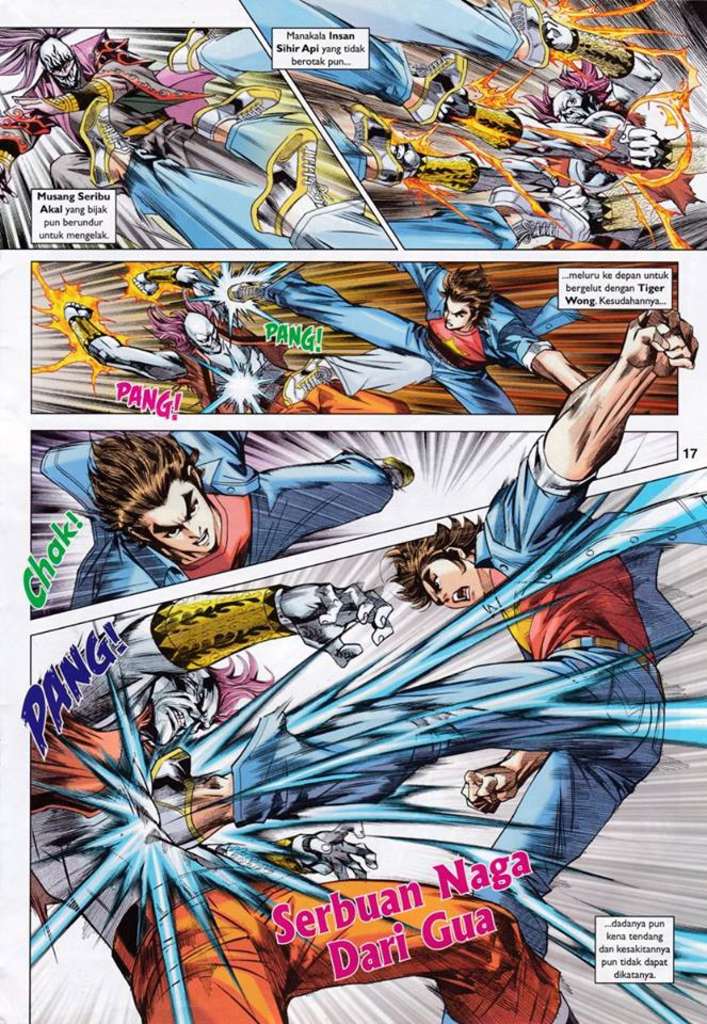 Manakala Insan
Sihir Api yang tidak
berotak pun...
Musang Seribu
Akal yang bijak
pun berundur
untuk mengelak.
...meluru ke depan untuk
bergelut dengan Tiger
Wong. Kesudahannya...
PANG!
PANG!
17
Chak!
PANG!
Serbuan Naga
Dari Gua
...dadanya pun
kena tendang
dan kesakitannya
pun tidak dapat
dikatanya.